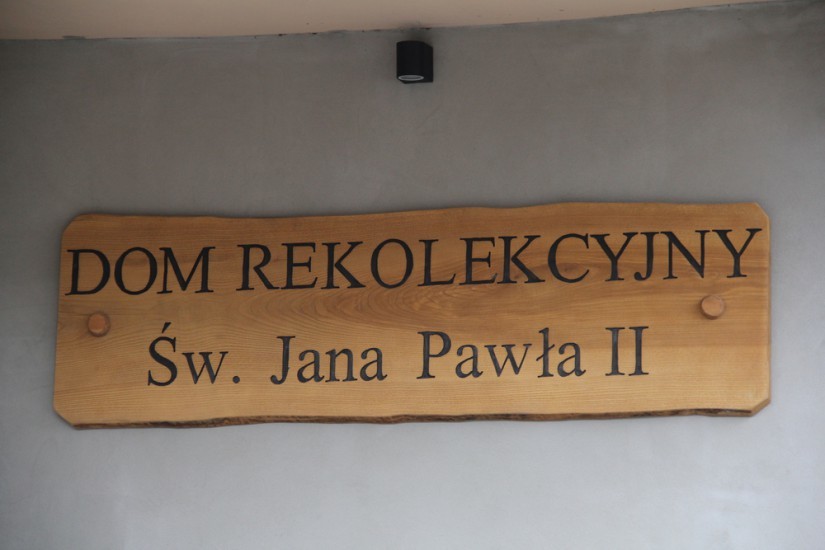 DOM REKOLEKCYJNY
Św. Jana Pawła II